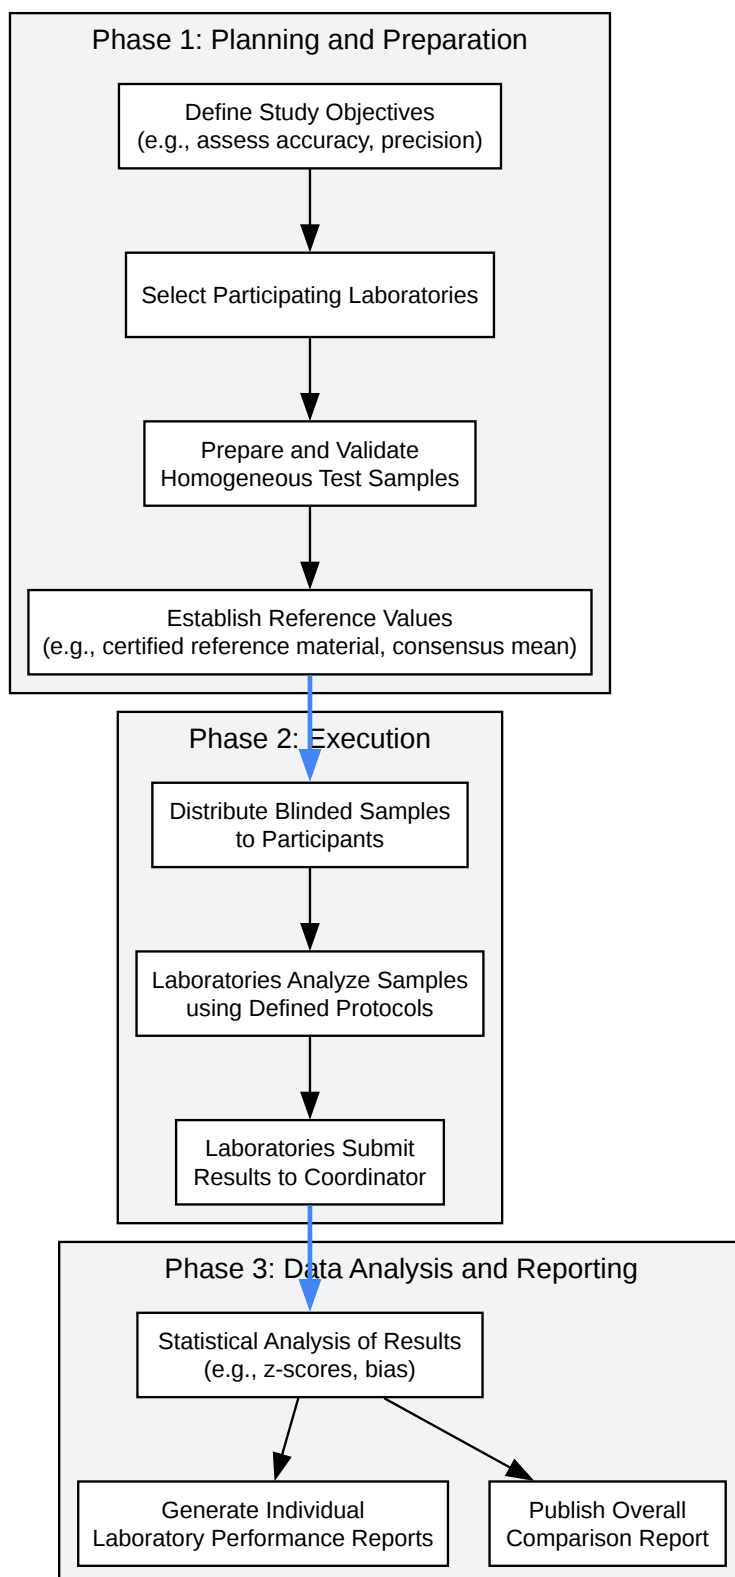 Phase 1: Planning and Preparation
Define Study Objectives
(e.g., assess accuracy, precision)
Select Participating Laboratories
Prepare and Validate
Homogeneous Test Samples
Establish Reference Values
(e.g., certified reference material, consensus mean)
Phase 2: Execution
Distribute Blinded Samples
to Participants
Laboratories Analyze Samples
using Defined Protocols
Laboratories Submit
Results to Coordinator
Phase 3: Data Analysis and Reporting
Statistical Analysis of Results
(e.g., z-scores, bias)
Generate Individual
Laboratory Performance Reports
Publish Overall
Comparison Report